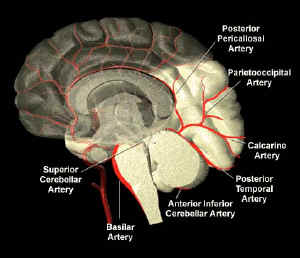 Posterior
Pericallosal
Artery
Parietooccipital
Artery
Calcarine
Artery
Superior
Cerebellar
Artery
Posterior
Temporal
Artery
Anterior Inferior
Cerebellar Artery
Basilar
Artery